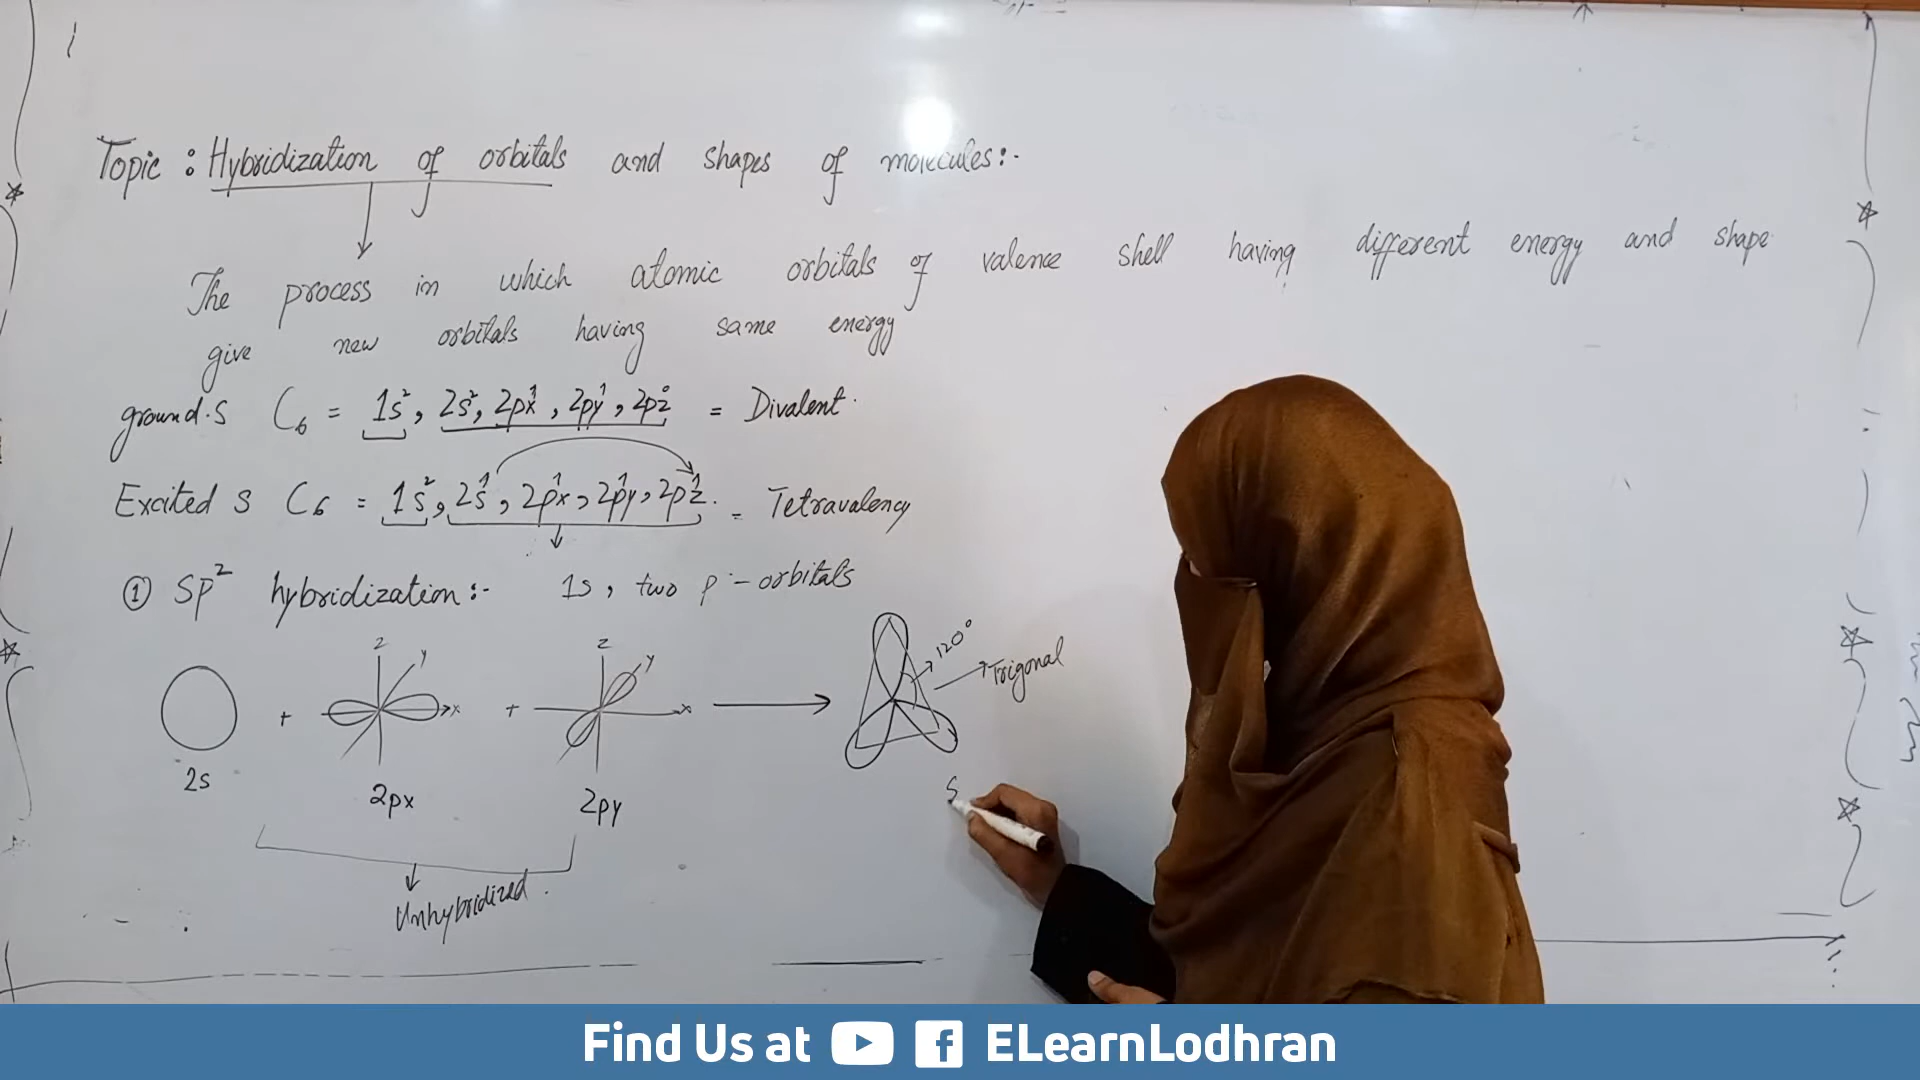 Topic : Hybridization of orbitals and shapes of molecules:-
The process in which atomic orbitals of valence shell having different energy and shape
give new orbitals having same energy
ground.S C₆ = 1s², 2s², 2px¹, 2py¹, 2pz⁰ = Divalent.
Excited S C₆ = 1s², 2s¹, 2px¹, 2py¹, 2pz¹. = Tetravalency
① SP² hybridization:- 1s, two p-orbitals
z y x + z y x 120° Trigonal
2s 2px 2py S
Unhybridized.
Find Us at ELearnLodhran